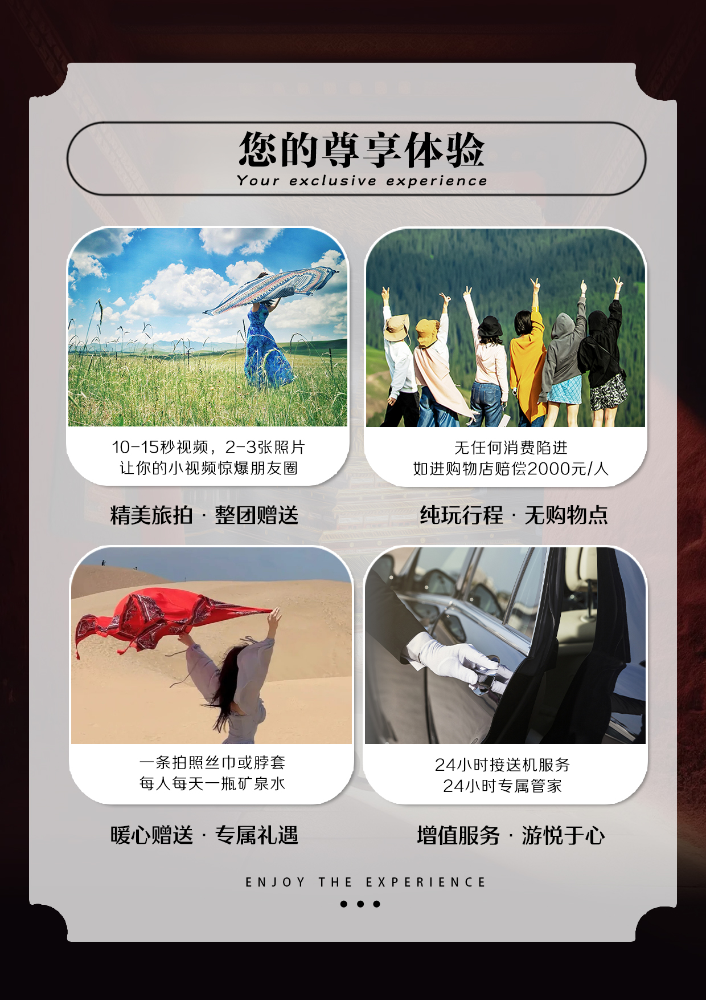 您的尊享体验
Your exclusive experience
10-15秒视频，2-3张照片
让你的小视频惊爆朋友圈
精美旅拍·整团赠送
无任何消费陷进
如进购物店赔偿2000元/人
纯玩行程·无购物点
一条拍照丝巾或脖套
每人每天一瓶矿泉水
暖心赠送·专属礼遇
24小时接送机服务
24小时专属管家
增值服务·游悦于心
ENJOY THE EXPERIENCE